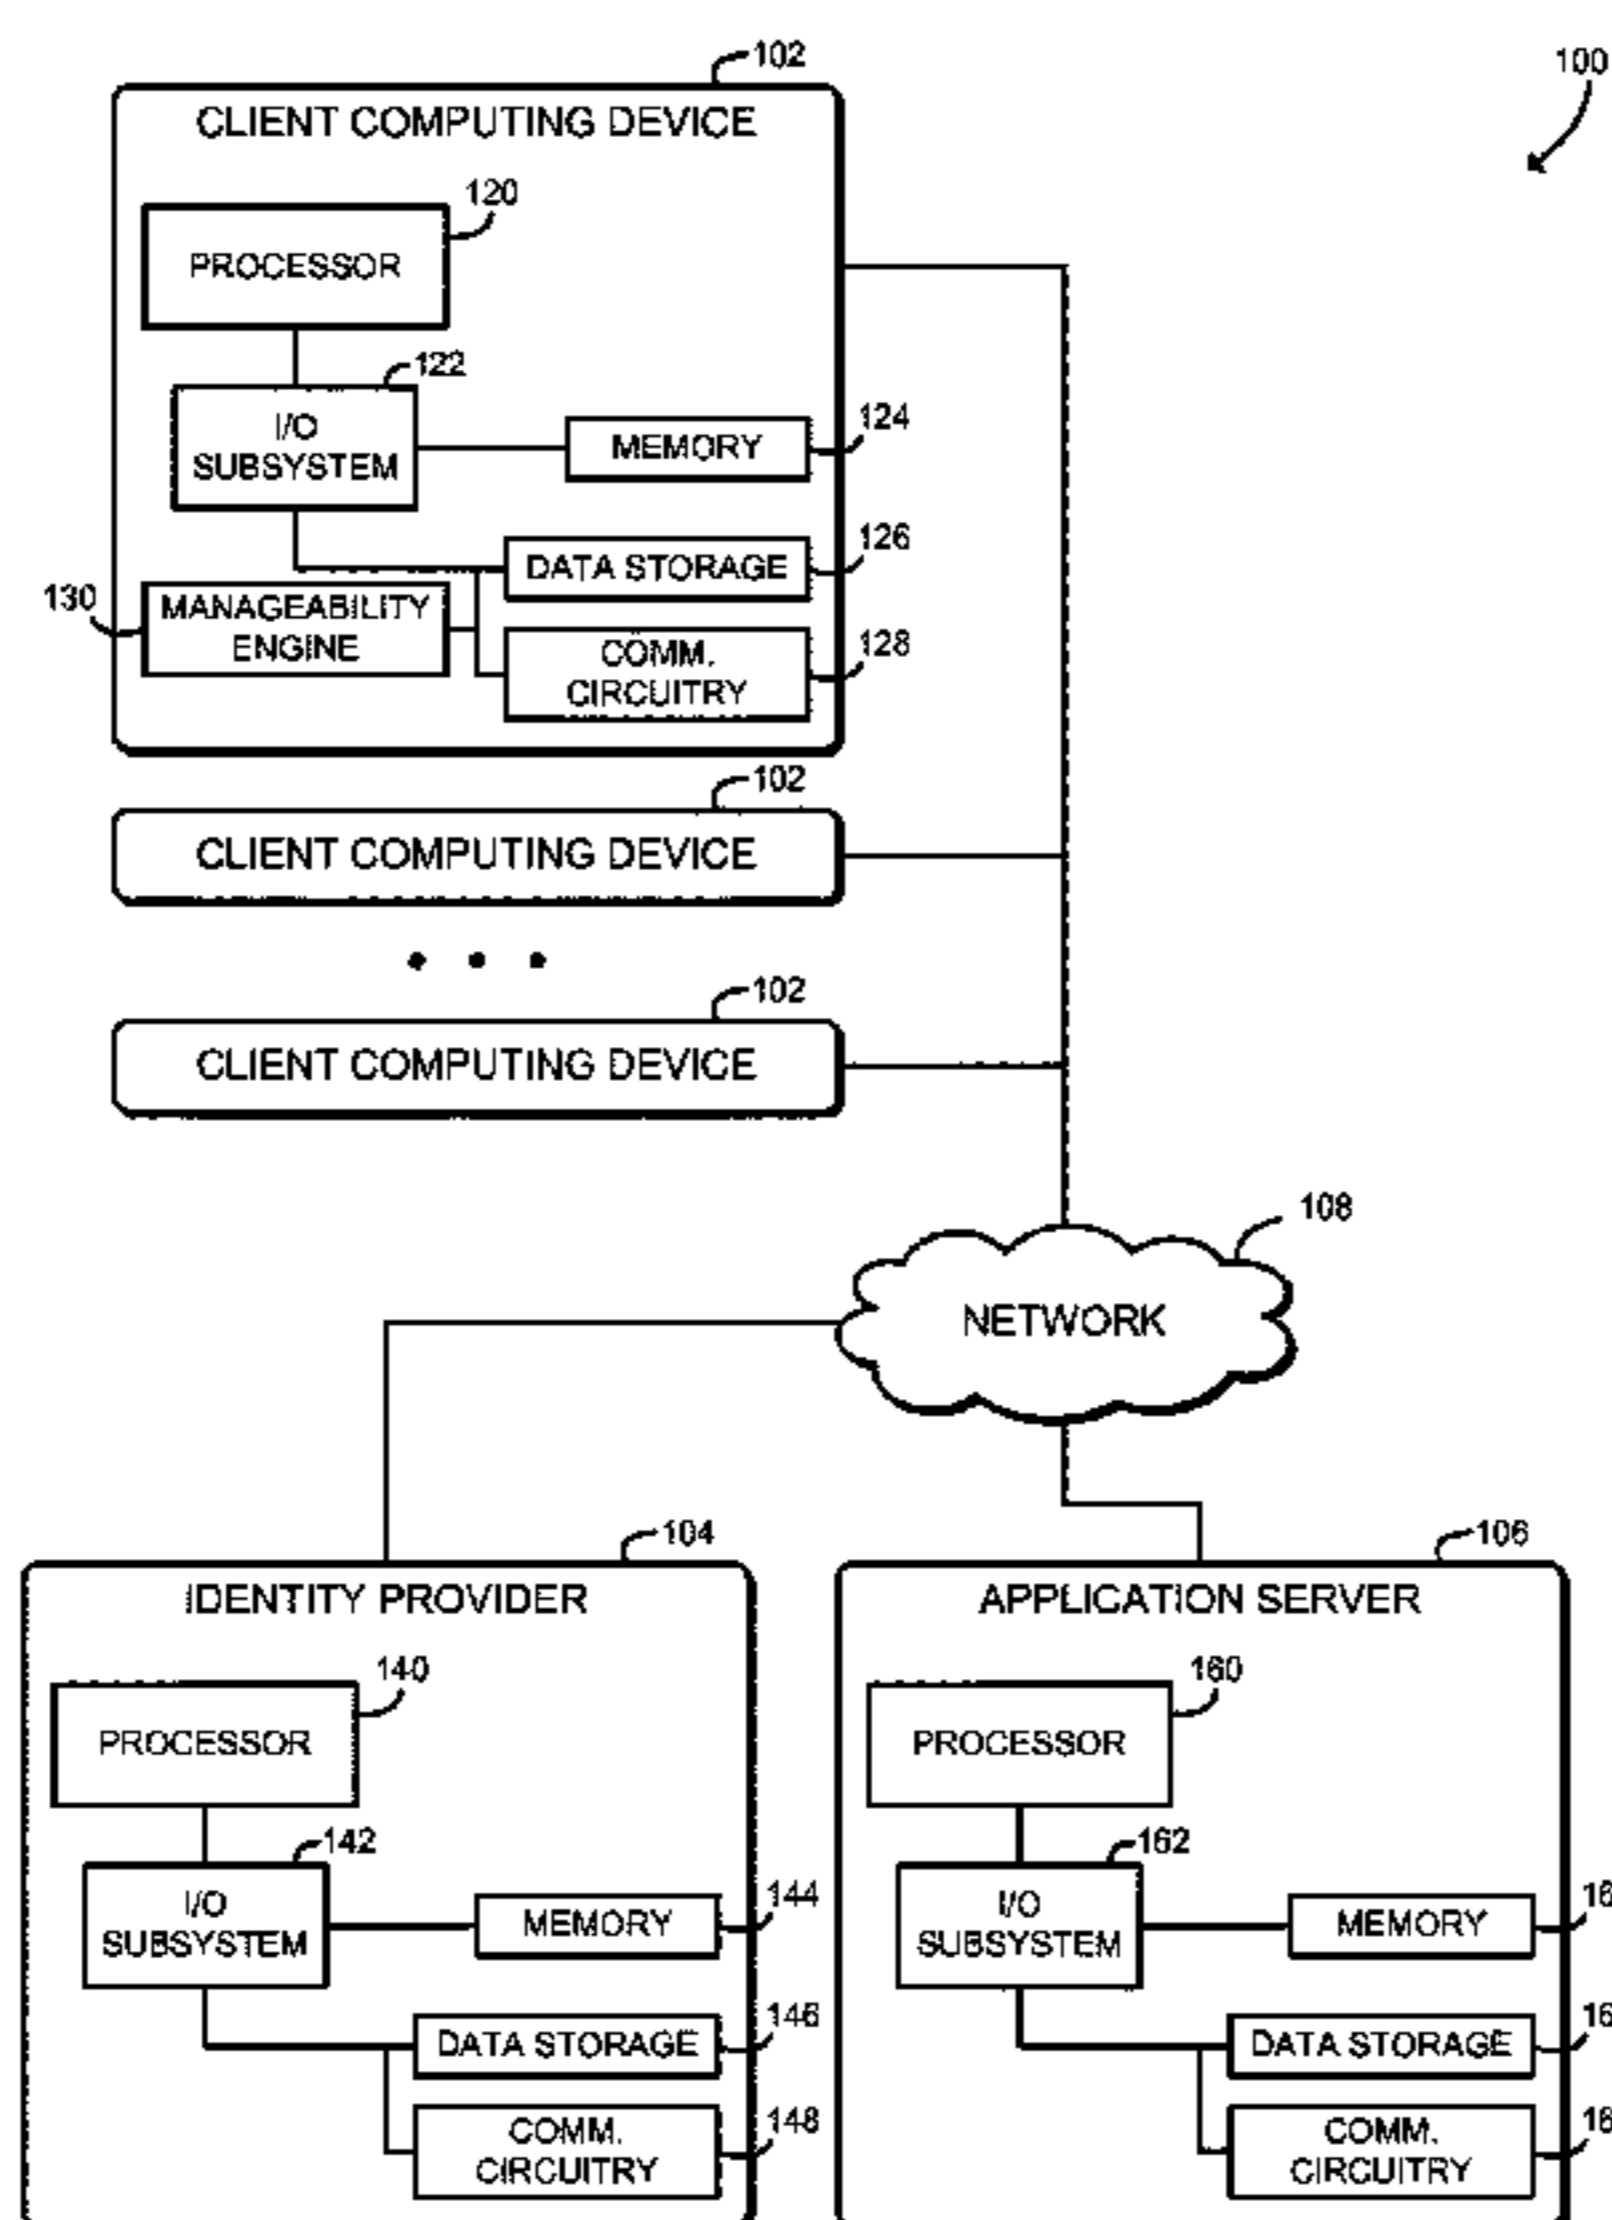 102
100
CLIENT COMPUTING DEVICE
120
PROCESSOR
122
I/O
SUBSYSTEM
124
MEMORY
126
DATA STORAGE
130
MANAGEABILITY
ENGINE
128
COMM.
CIRCUITRY
102
CLIENT COMPUTING DEVICE
102
CLIENT COMPUTING DEVICE
108
NETWORK
104
IDENTITY PROVIDER
140
PROCESSOR
142
I/O
SUBSYSTEM
144
MEMORY
146
DATA STORAGE
148
COMM.
CIRCUITRY
106
APPLICATION SERVER
160
PROCESSOR
162
I/O
SUBSYSTEM
MEMORY
DATA STORAGE
COMM.
CIRCUITRY